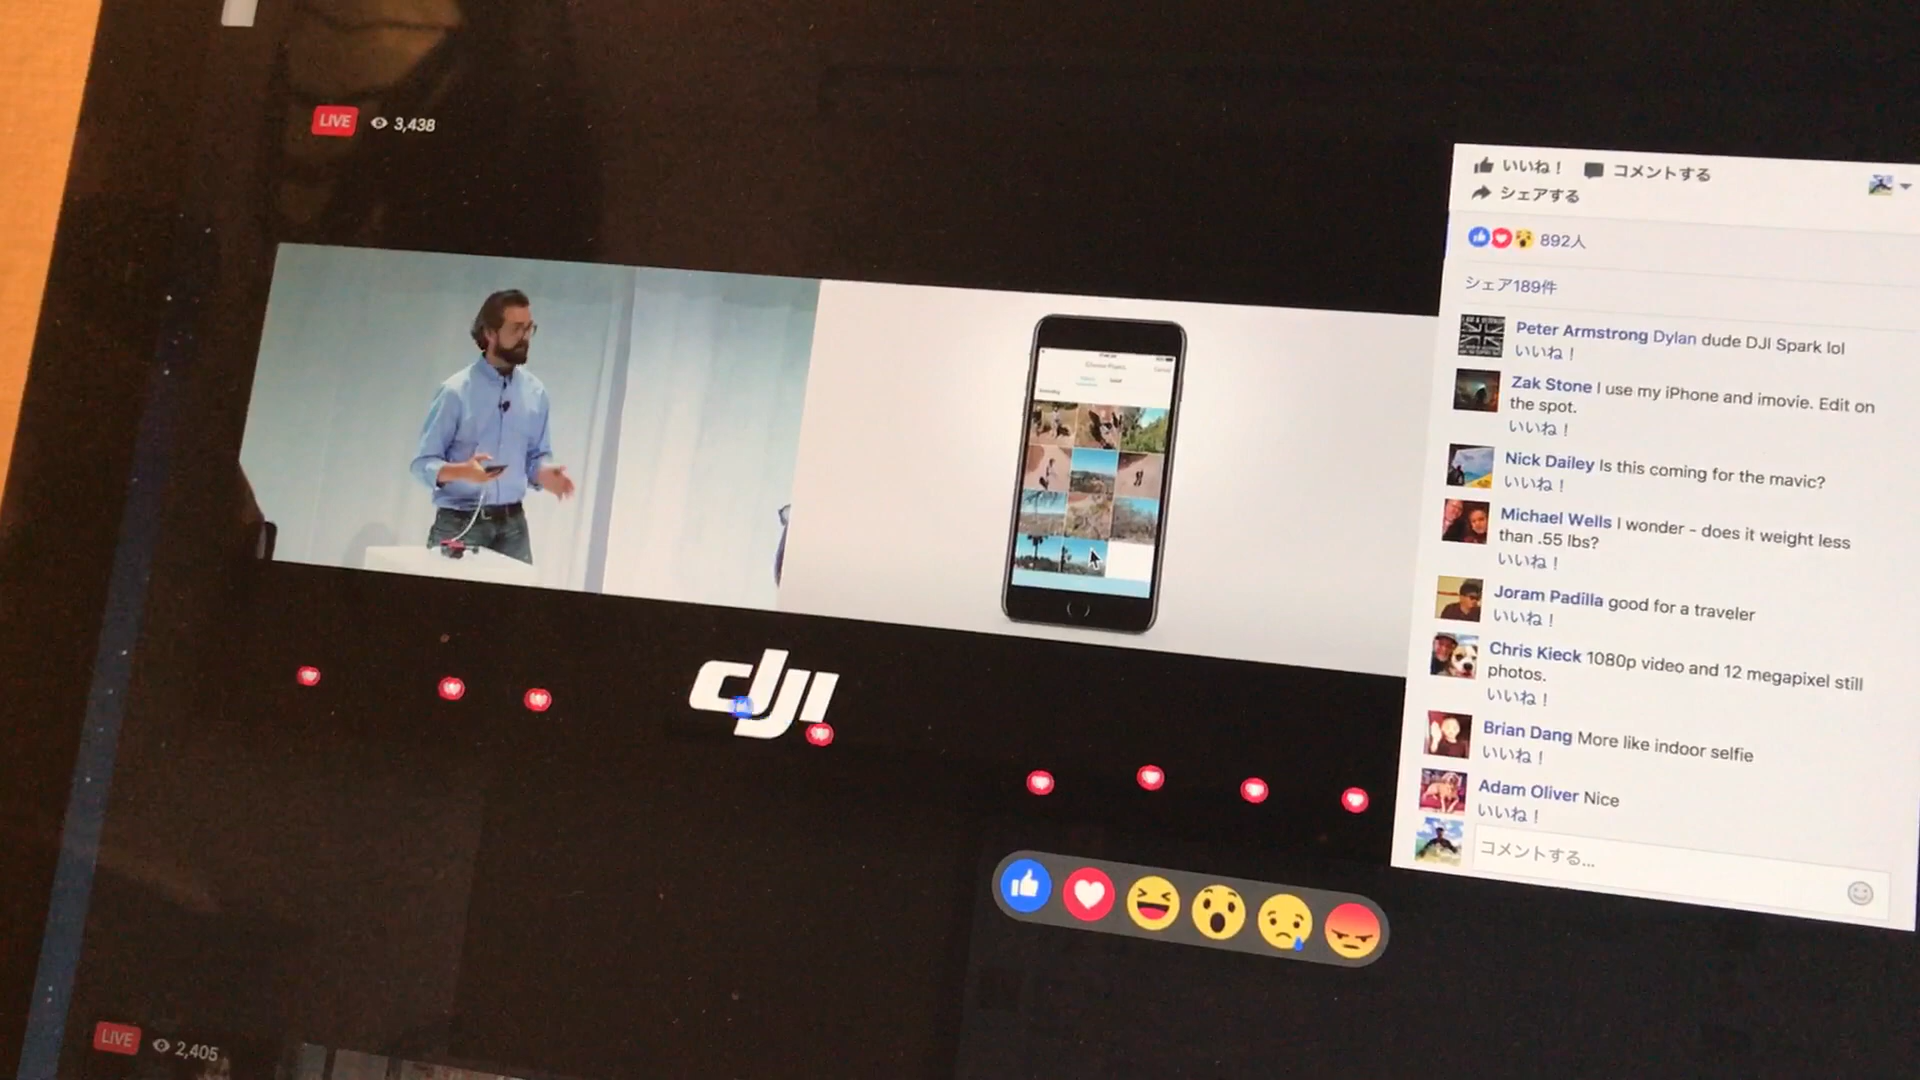 LIVE 3,438
いいね！ コメントする
シェアする
892人
シェア189件
Peter Armstrong Dylan dude DJI Spark lol
いいね！
Zak Stone I use my iPhone and imovie. Edit on
the spot.
いいね！
Nick Dailey Is this coming for the mavic?
いいね！
Michael Wells I wonder - does it weight less
than .55 lbs?
いいね！
Joram Padilla good for a traveler
いいね！
Chris Kieck 1080p video and 12 megapixel still
photos.
いいね！
Brian Dang More like indoor selfie
いいね！
Adam Oliver Nice
いいね！
コメントする...
dji
LIVE 2,405